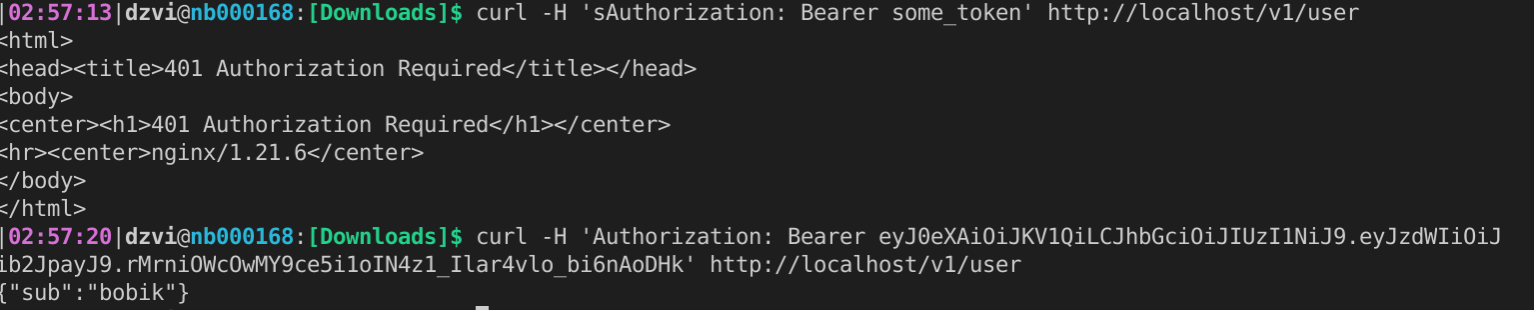 |02:57:13|dzvi@nb000168:[Downloads]$ curl -H 'sAuthorization: Bearer some_token' http://localhost/v1/user
<html>
<head><title>401 Authorization Required</title></head>
<body>
<center><h1>401 Authorization Required</h1></center>
<hr><center>nginx/1.21.6</center>
</body>
</html>
|02:57:20|dzvi@nb000168:[Downloads]$ curl -H 'Authorization: Bearer eyJ0eXAiOiJKV1QiLCJhbGciOiJIUzI1NiJ9.eyJzdWIiOiJ
ib2JpayJ9.rMrniOWcOwMY9ce5i1oIN4z1_Ilar4vlo_bi6nAoDHk' http://localhost/v1/user
{"sub":"bobik"}